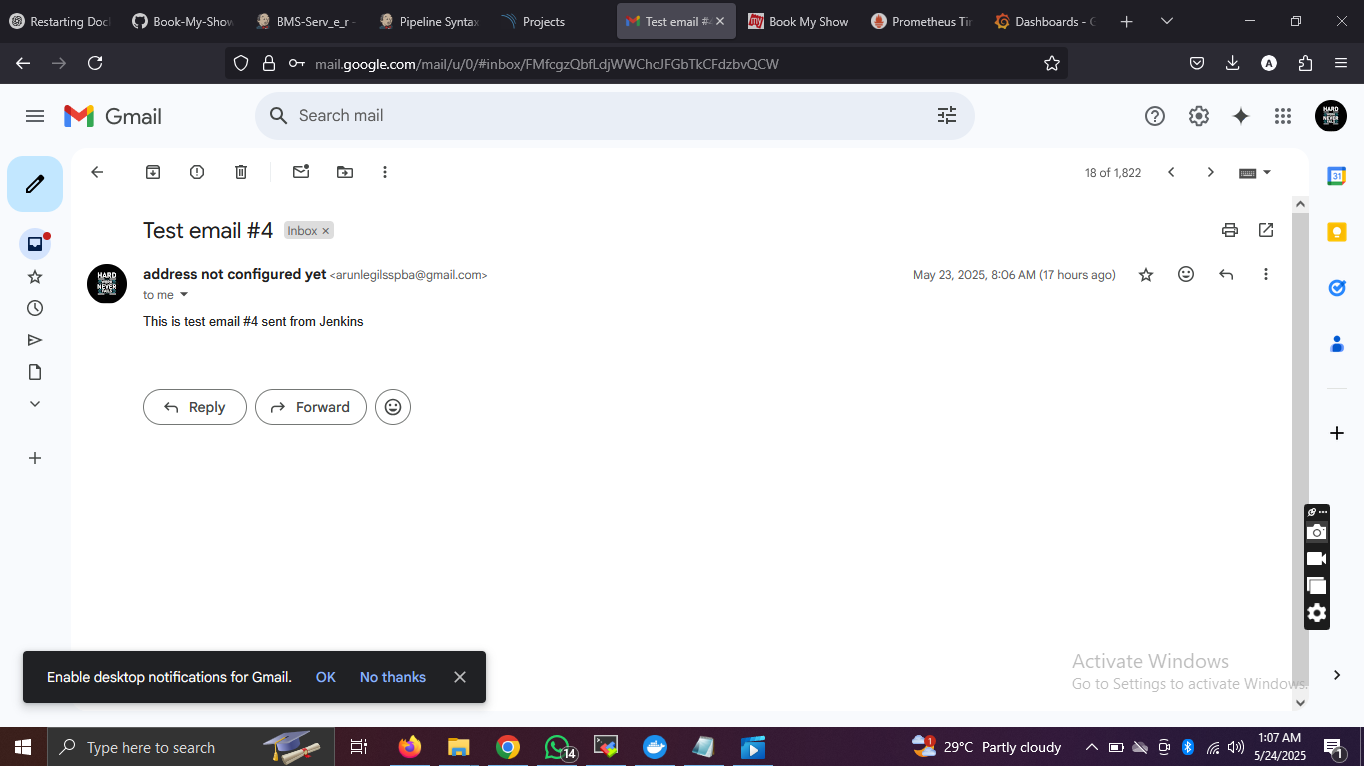 Restarting Doc
Book-My-Show
BMS-Serv_e_r -
Pipeline Syntax
Projects
Test email #4
Book My Show
Prometheus Tim
Dashboards - G
mail.google.com/mail/u/0/#inbox/FMfcgzQbfLdjWWChcJFGbTkCFdzbvQCW
A
Gmail
Search mail
18 of 1,822
31
Test email #4
Inbox ×
address not configured yet <arunlegilsspba@gmail.com>
May 23, 2025, 8:06 AM (17 hours ago)
to me
This is test email #4 sent from Jenkins
Reply
Forward
Enable desktop notifications for Gmail.
OK
No thanks
Activate Windows
Go to Settings to activate Windows.
Type here to search
14
1
29°C Partly cloudy
1:07 AM
5/24/2025
1